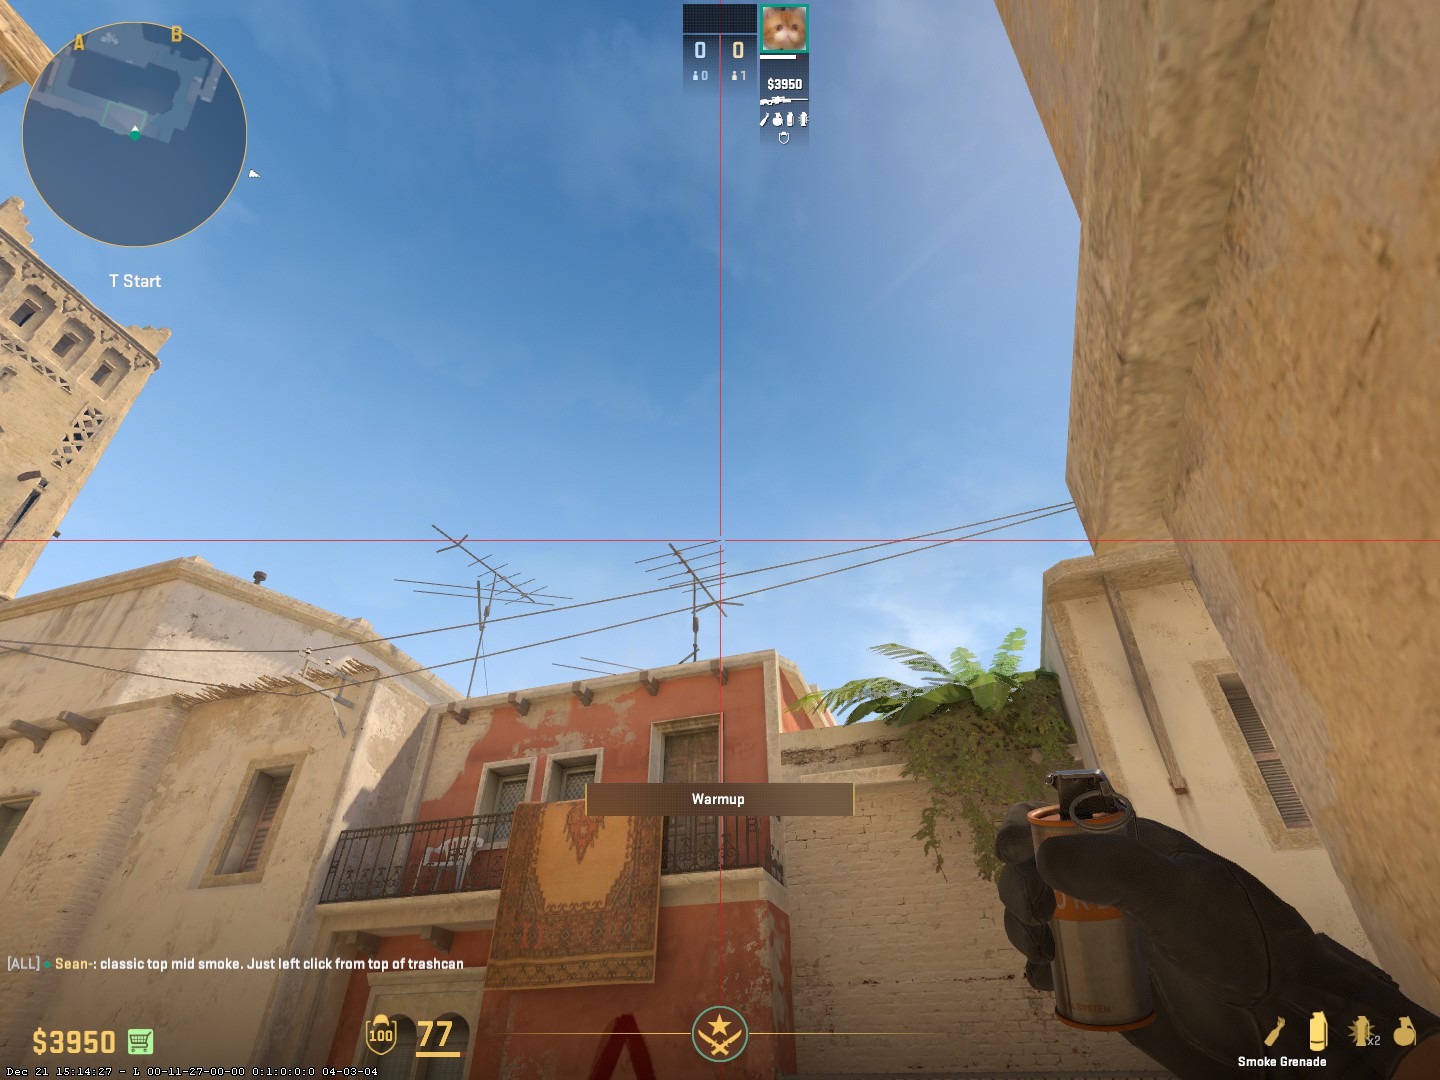 A
B
0 0
0 1
$3950
T Start
Warmup
[ALL] Sean-: classic top mid smoke. Just left click from top of trashcan
$3950
100
77
x2
Smoke Grenade
SYSTEM
Dec 21 15:14:27 - L 00-11-27-00-00 0:1:0:0:0 04-03-04